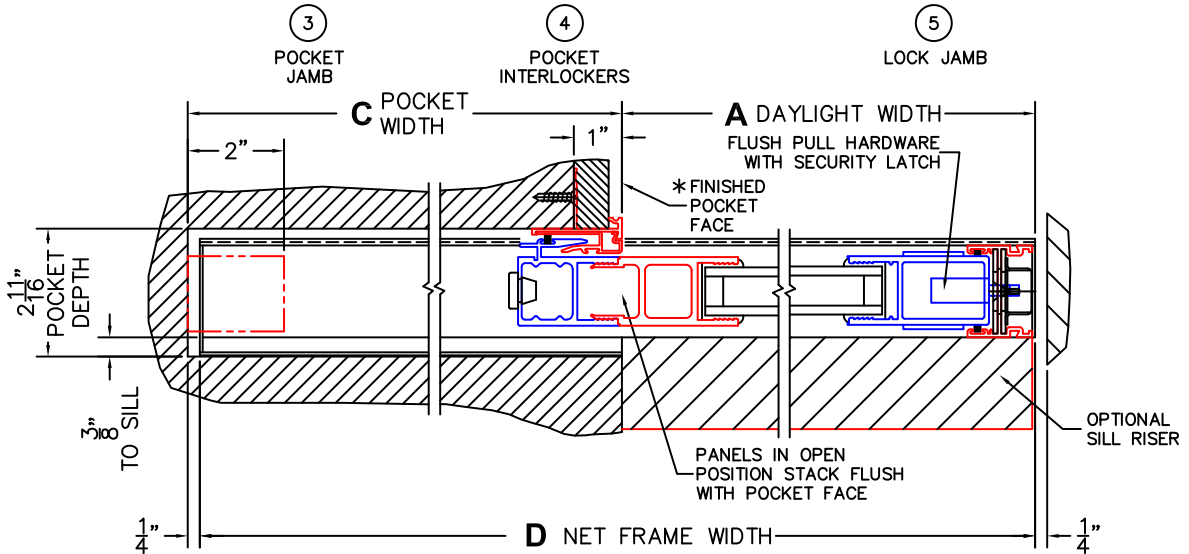 3
POCKET
JAMB
4
POCKET
INTERLOCKERS
5
LOCK JAMB
C POCKET
WIDTH
A DAYLIGHT WIDTH
2"
1"
FLUSH PULL HARDWARE
WITH SECURITY LATCH
* FINISHED
POCKET
FACE
2 11/16"
POCKET
DEPTH
3/8"
TO SILL
OPTIONAL
SILL RISER
PANELS IN OPEN
POSITION STACK FLUSH
WITH POCKET FACE
1/4"
D NET FRAME WIDTH
1/4"